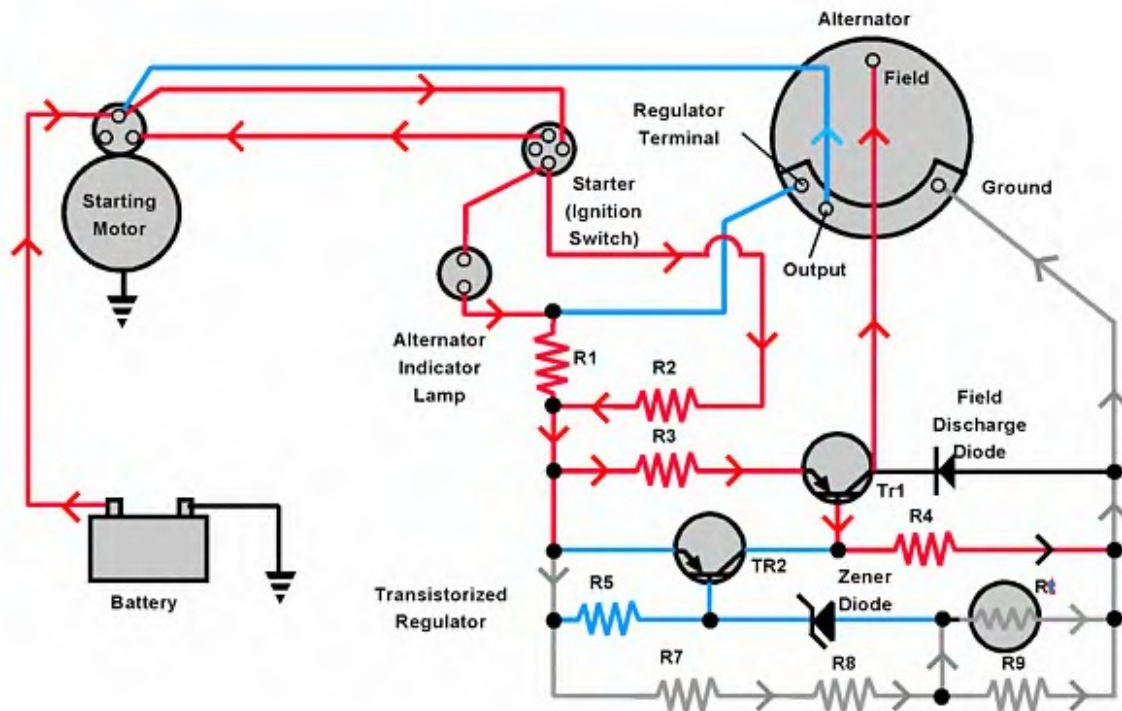 Alternator
Field
Regulator
Terminal
Starting
Motor
Starter
(Ignition
Switch)
Ground
Output
Alternator
Indicator
Lamp
R1
R2
R3
Field
Discharge
Diode
Tr1
R4
TR2
Battery
Transistorized
Regulator
R5
Zener
Diode
Rt
R7
R8
R9